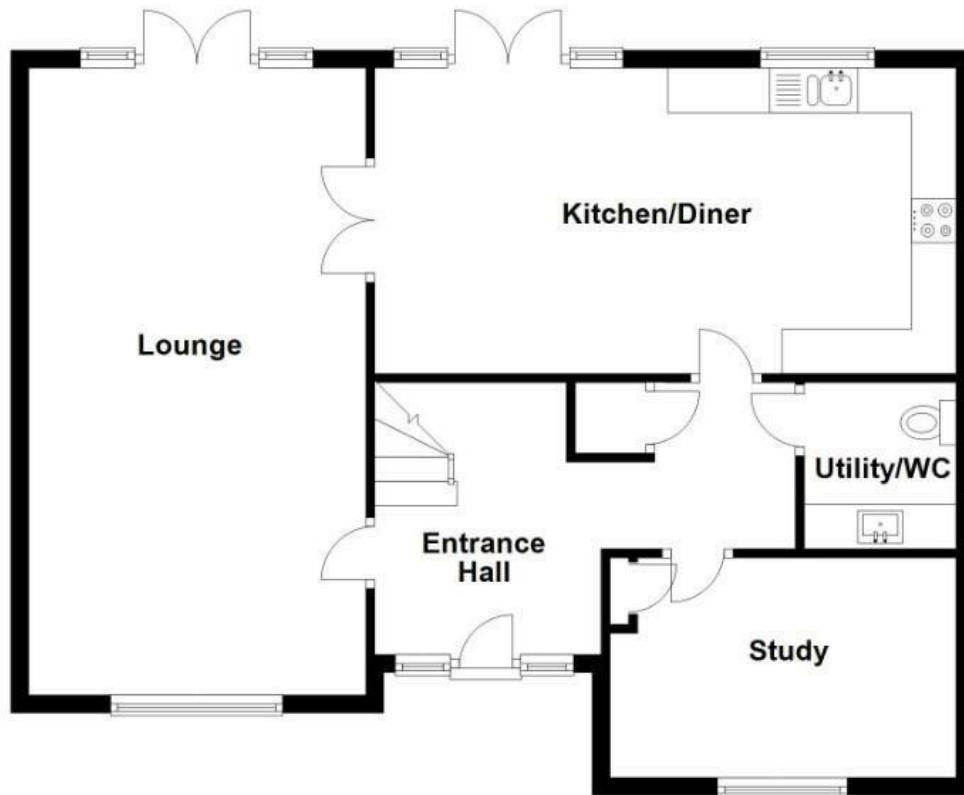 Kitchen/Diner
Lounge
Utility/WC
Entrance
Hall
Study